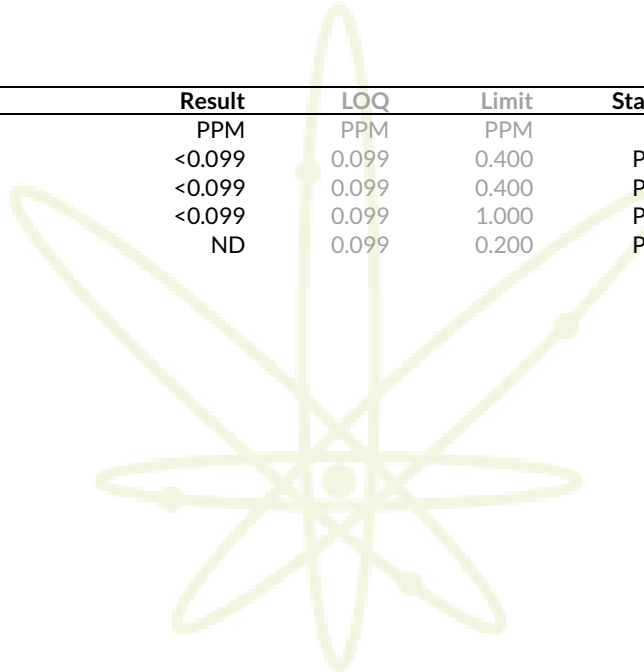 Result LOQ Limit Sta
PPM PPM PPM
<0.099 0.099 0.400 P
<0.099 0.099 0.400 P
<0.099 0.099 1.000 P
ND 0.099 0.200 P